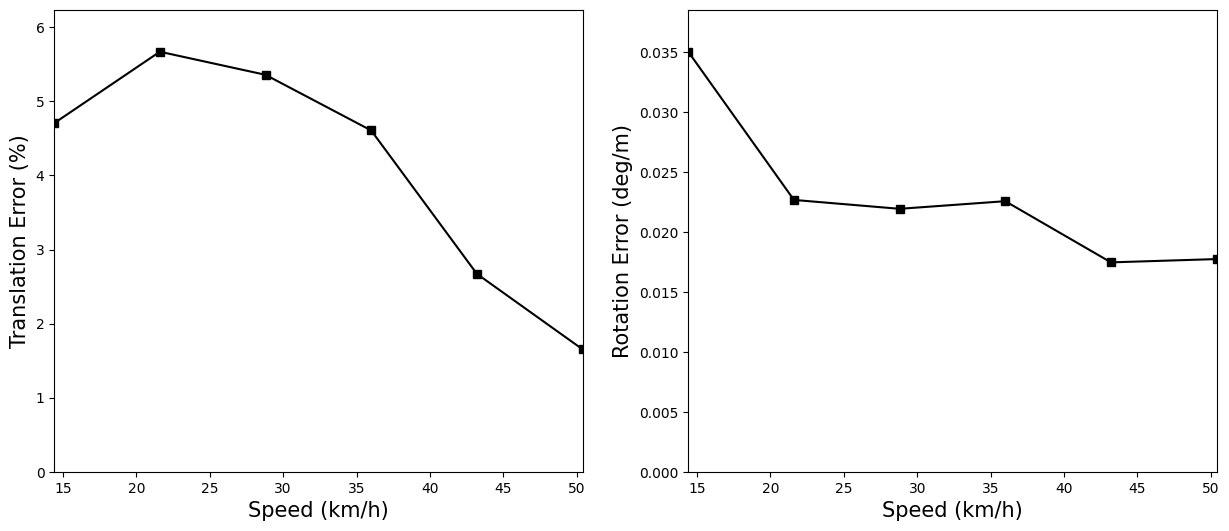 6
5
4
3
2
1
0
Translation Error (%)
15 20 25 30 35 40 45 50
Speed (km/h)
0.035
0.030
0.025
0.020
0.015
0.010
0.005
0.000
Rotation Error (deg/m)
15 20 25 30 35 40 45 50
Speed (km/h)